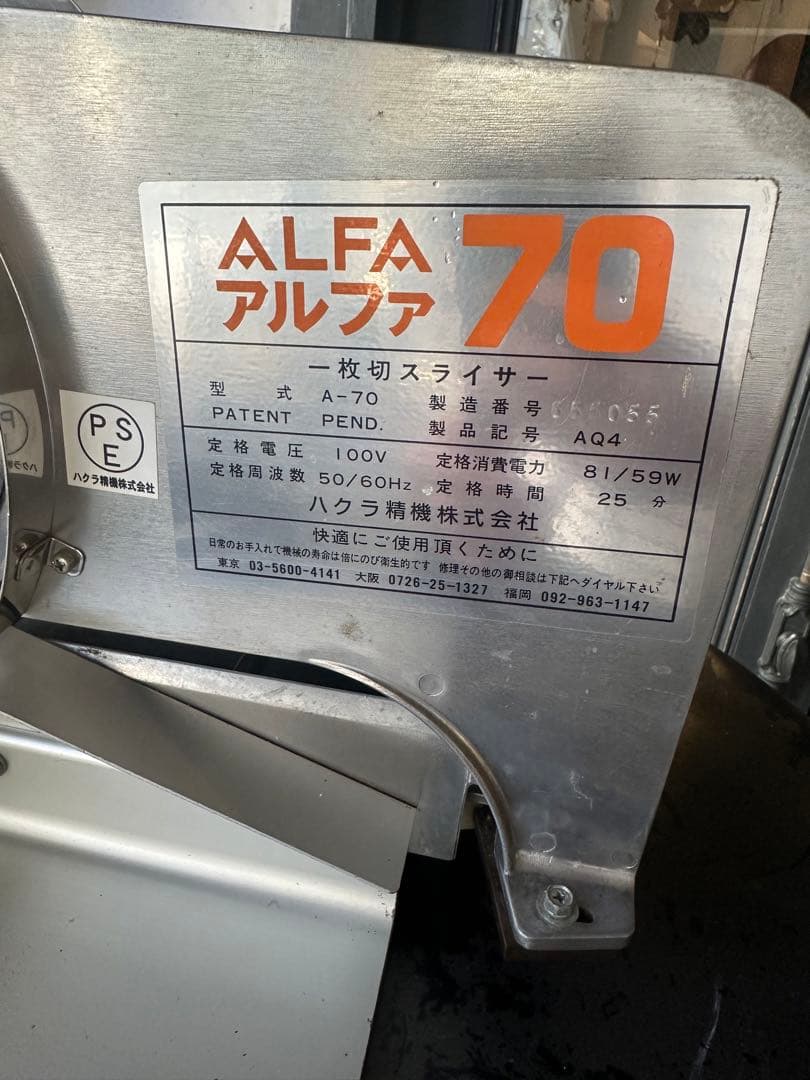 ALFA
アルファ 70
一枚切スライサー
型 式 A-70 製造番号
PATENT PEND. 製品記号 AQ4
定格電圧 100V 定格消費電力 81/59W
定格周波数 50/60Hz 定格時間 25 分
ハクラ精機株式会社
快適にご使用頂くために
日常のお手入れで機械の寿命は倍にのび衛生的です 修理その他の御相談は下記へダイヤル下さい
東京 03-5600-4141 大阪 0726-25-1327 福岡 092-963-1147
P S
E
ハクラ精機株式会社